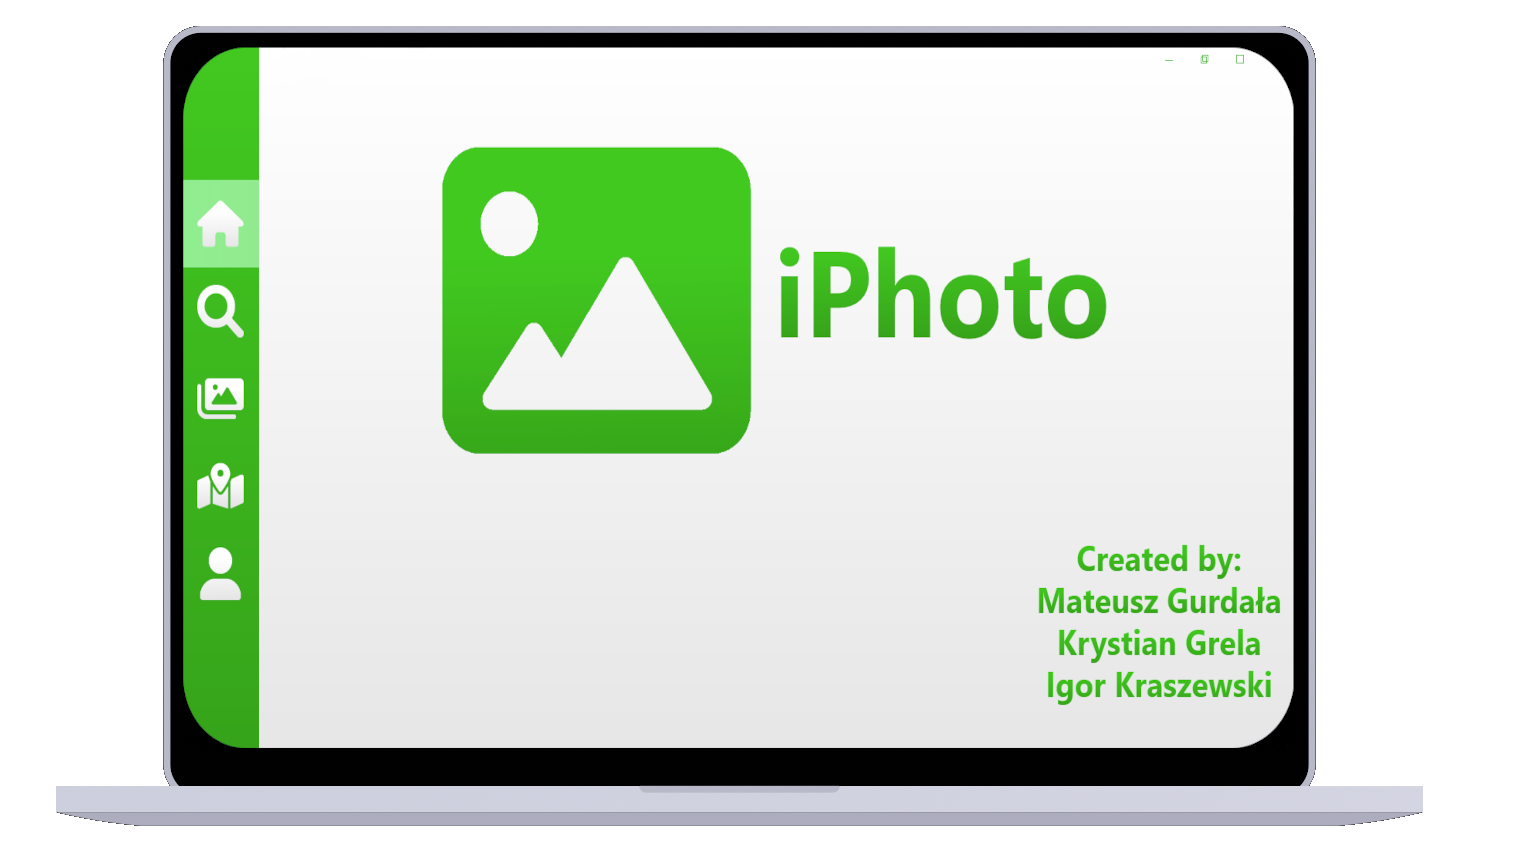 iPhoto
Created by:
Mateusz Gurdała
Krystian Grela
Igor Kraszewski